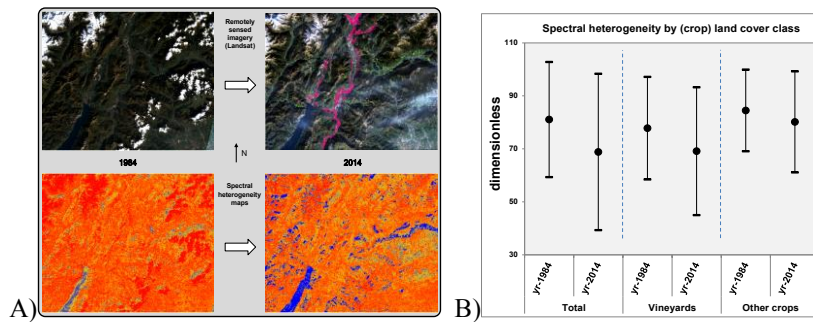 Remotely
sensed
imagery
(Landsat)
N
1984
2014
Spectral
heterogeneity
maps
A)
Spectral heterogeneity by (crop) land cover class
dimensionless
110
90
70
50
30
yr-1984
yr-2014
yr-1984
yr-2014
yr-1984
yr-2014
Total
Vineyards
Other crops
B)